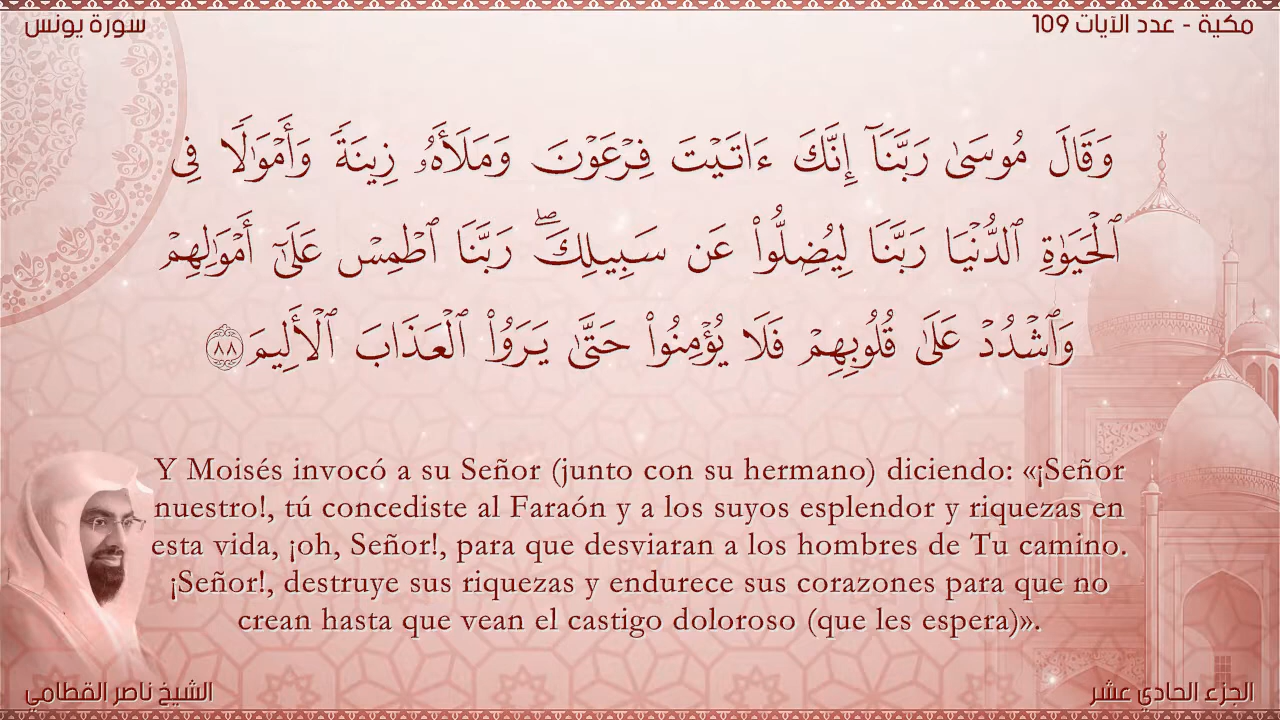 سورة يونس
مكية - عدد الآيات 109
وَقَالَ مُوسَىٰ رَبَّنَآ إِنَّكَ ءَاتَيْتَ فِرْعَوْنَ وَمَلَأَهُۥ زِينَةً وَأَمْوَٰلًا فِى
ٱلْحَيَوٰةِ ٱلدُّنْيَا رَبَّنَا لِيُضِلُّوا۟ عَن سَبِيلِكَ ۖ رَبَّنَا ٱطْمِسْ عَلَىٰٓ أَمْوَٰلِهِمْ
وَٱشْدُدْ عَلَىٰ قُلُوبِهِمْ فَلَا يُؤْمِنُوا۟ حَتَّىٰ يَرَوُا۟ ٱلْعَذَابَ ٱلْأَلِيمَ ٨٨
Y Moisés invocó a su Señor (junto con su hermano) diciendo: «¡Señor
nuestro!, tú concediste al Faraón y a los suyos esplendor y riquezas en
esta vida, ¡oh, Señor!, para que desviaran a los hombres de Tu camino.
¡Señor!, destruye sus riquezas y endurece sus corazones para que no
crean hasta que vean el castigo doloroso (que les espera)».
الشيخ ناصر القطامي
الجزء الحادي عشر